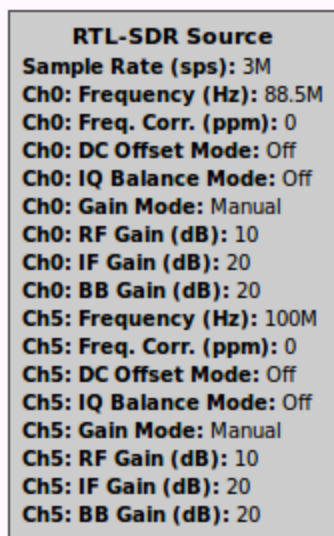 RTL-SDR Source
Sample Rate (sps): 3M
Ch0: Frequency (Hz): 88.5M
Ch0: Freq. Corr. (ppm): 0
Ch0: DC Offset Mode: Off
Ch0: IQ Balance Mode: Off
Ch0: Gain Mode: Manual
Ch0: RF Gain (dB): 10
Ch0: IF Gain (dB): 20
Ch0: BB Gain (dB): 20
Ch5: Frequency (Hz): 100M
Ch5: Freq. Corr. (ppm): 0
Ch5: DC Offset Mode: Off
Ch5: IQ Balance Mode: Off
Ch5: Gain Mode: Manual
Ch5: RF Gain (dB): 10
Ch5: IF Gain (dB): 20
Ch5: BB Gain (dB): 20